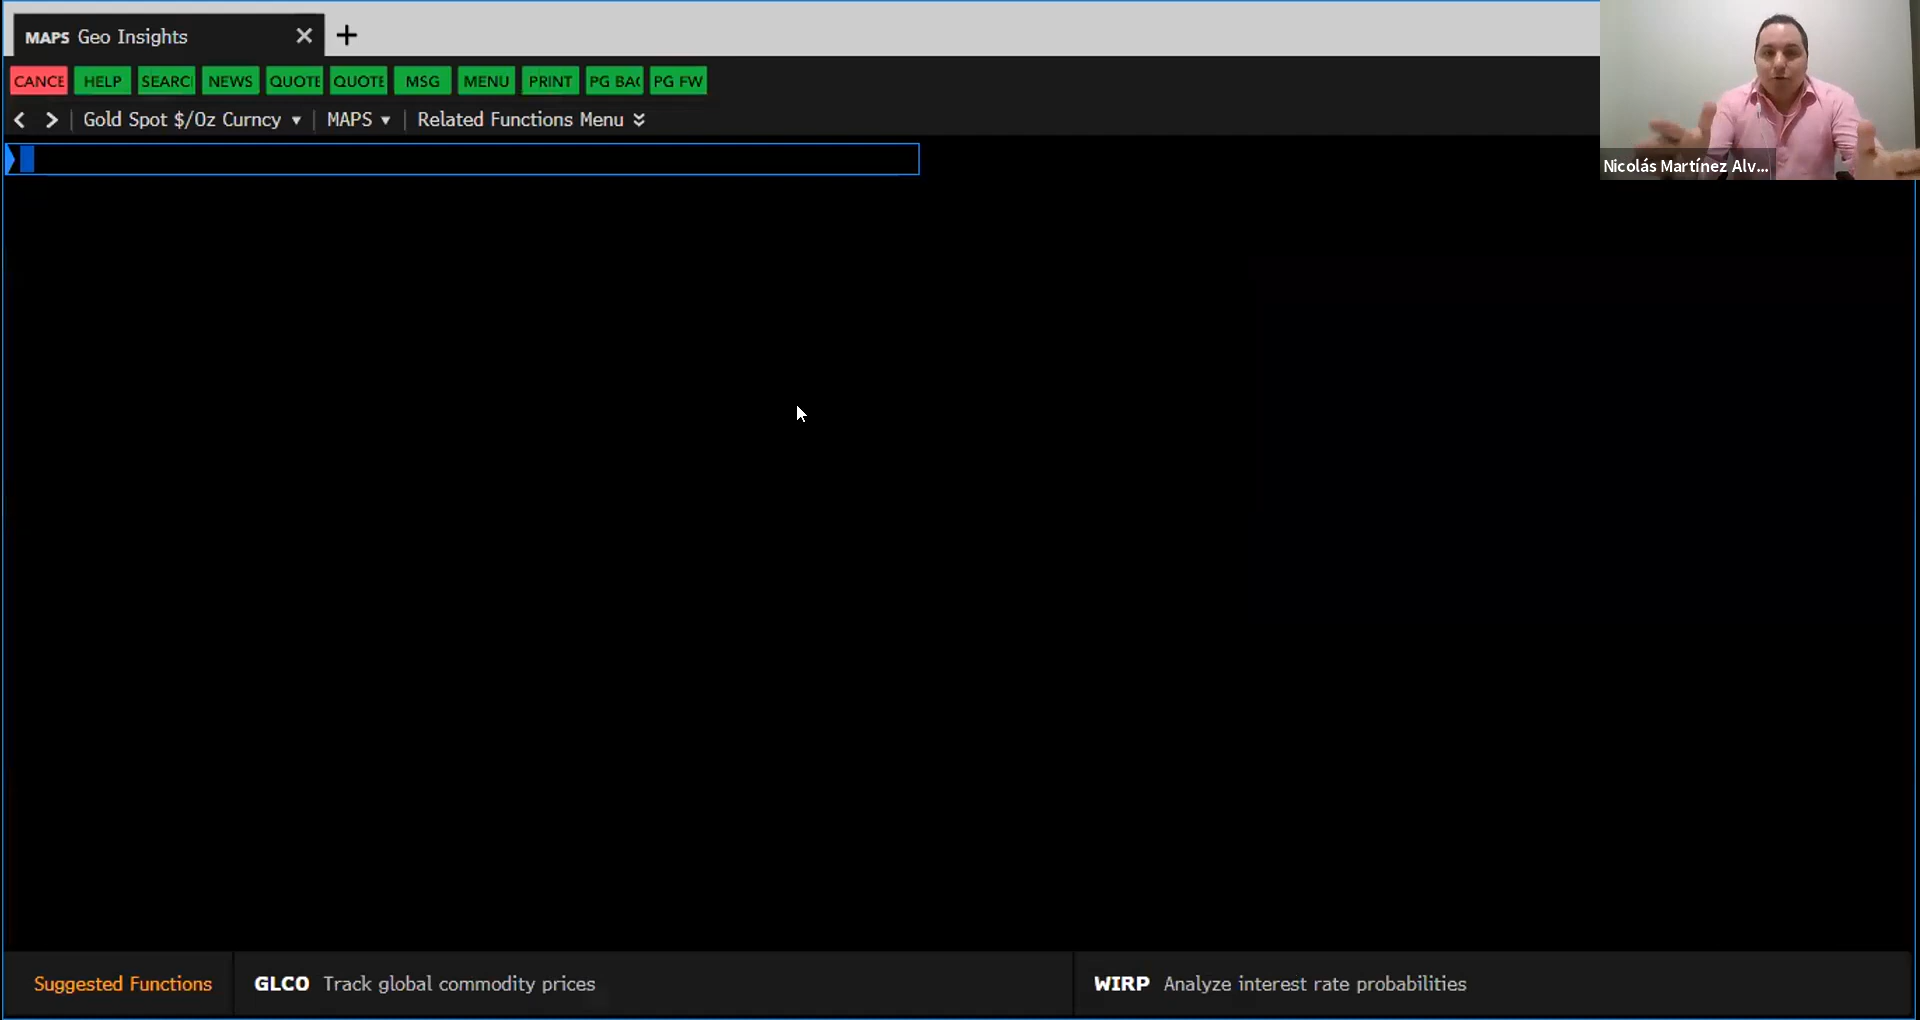 MAPS Geo Insights
CANCE HELP SEARC NEWS QUOTE QUOTE MSG MENU PRINT PG BAC PG FW
Gold Spot $/Oz Curncy MAPS Related Functions Menu
Nicolás Martínez Alv...
Suggested Functions GLCO Track global commodity prices WIRP Analyze interest rate probabilities